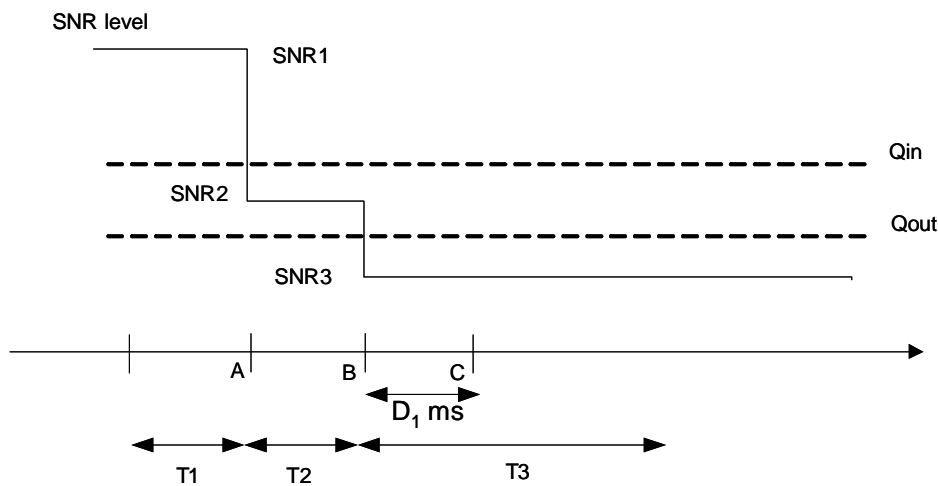 SNR level
SNR1
Qin
SNR2
Qout
SNR3
A
B
C
D₁ ms
T1
T2
T3